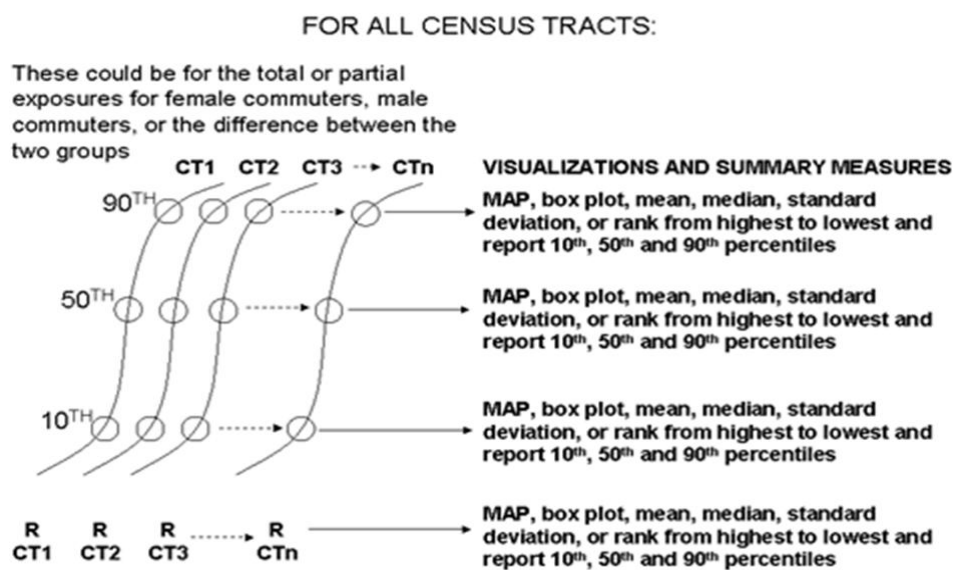 FOR ALL CENSUS TRACTS:
These could be for the total or partial
exposures for female commuters, male
commuters, or the difference between the
two groups
CT1 CT2 CT3 CTn
VISUALIZATIONS AND SUMMARY MEASURES
90TH
MAP, box plot, mean, median, standard
deviation, or rank from highest to lowest and
report 10th, 50th and 90th percentiles
50TH
MAP, box plot, mean, median, standard
deviation, or rank from highest to lowest and
report 10th, 50th and 90th percentiles
10TH
MAP, box plot, mean, median, standard
deviation, or rank from highest to lowest and
report 10th, 50th and 90th percentiles
R R R R
CT1 CT2 CT3 CTn
MAP, box plot, mean, median, standard
deviation, or rank from highest to lowest and
report 10th, 50th and 90th percentiles